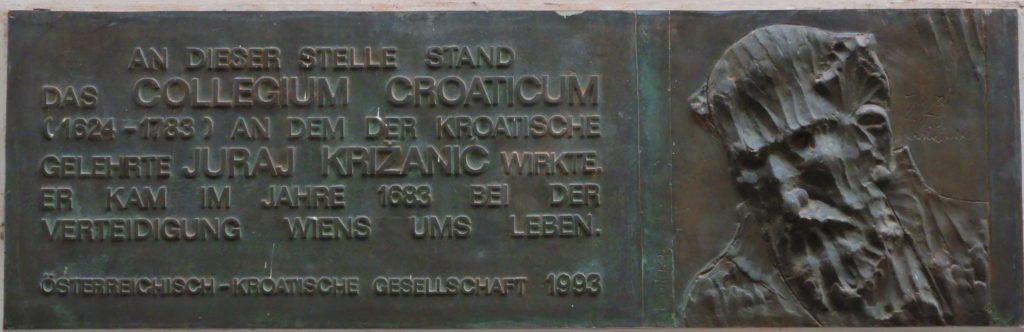 AN DIESER STELLE STAND
DAS COLLEGIUM CROATICUM
(1624-1783) AN DEM DER KROATISCHE
GELEHRTE JURAJ KRIŽANIC WIRKTE.
ER KAM IM JAHRE 1683 BEI DER
VERTEIDIGUNG WIENS UMS LEBEN.
ÖSTERREICHISCH-KROATISCHE GESELLSCHAFT 1993